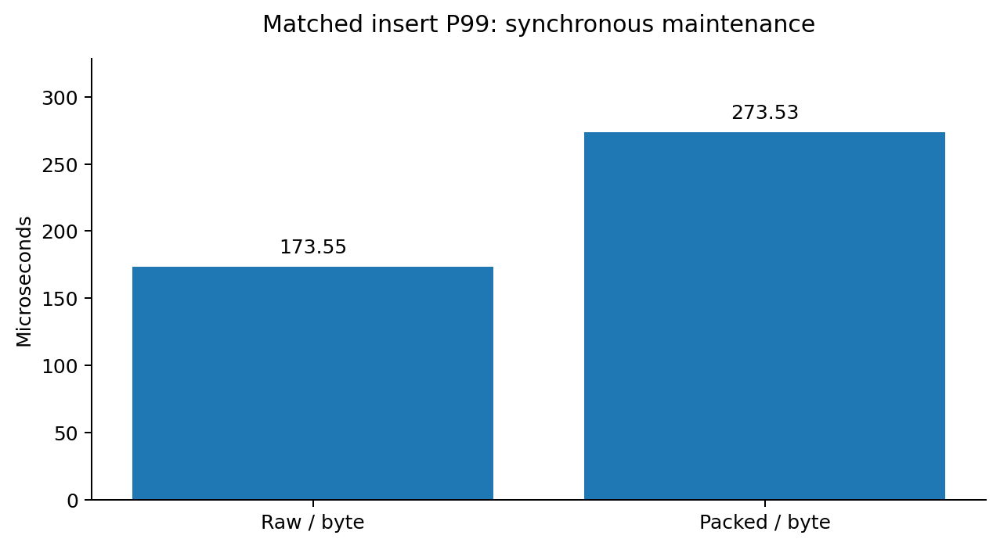 Matched insert P99: synchronous maintenance
Microseconds
300
250
200
150
100
50
0
173.55
273.53
Raw / byte
Packed / byte